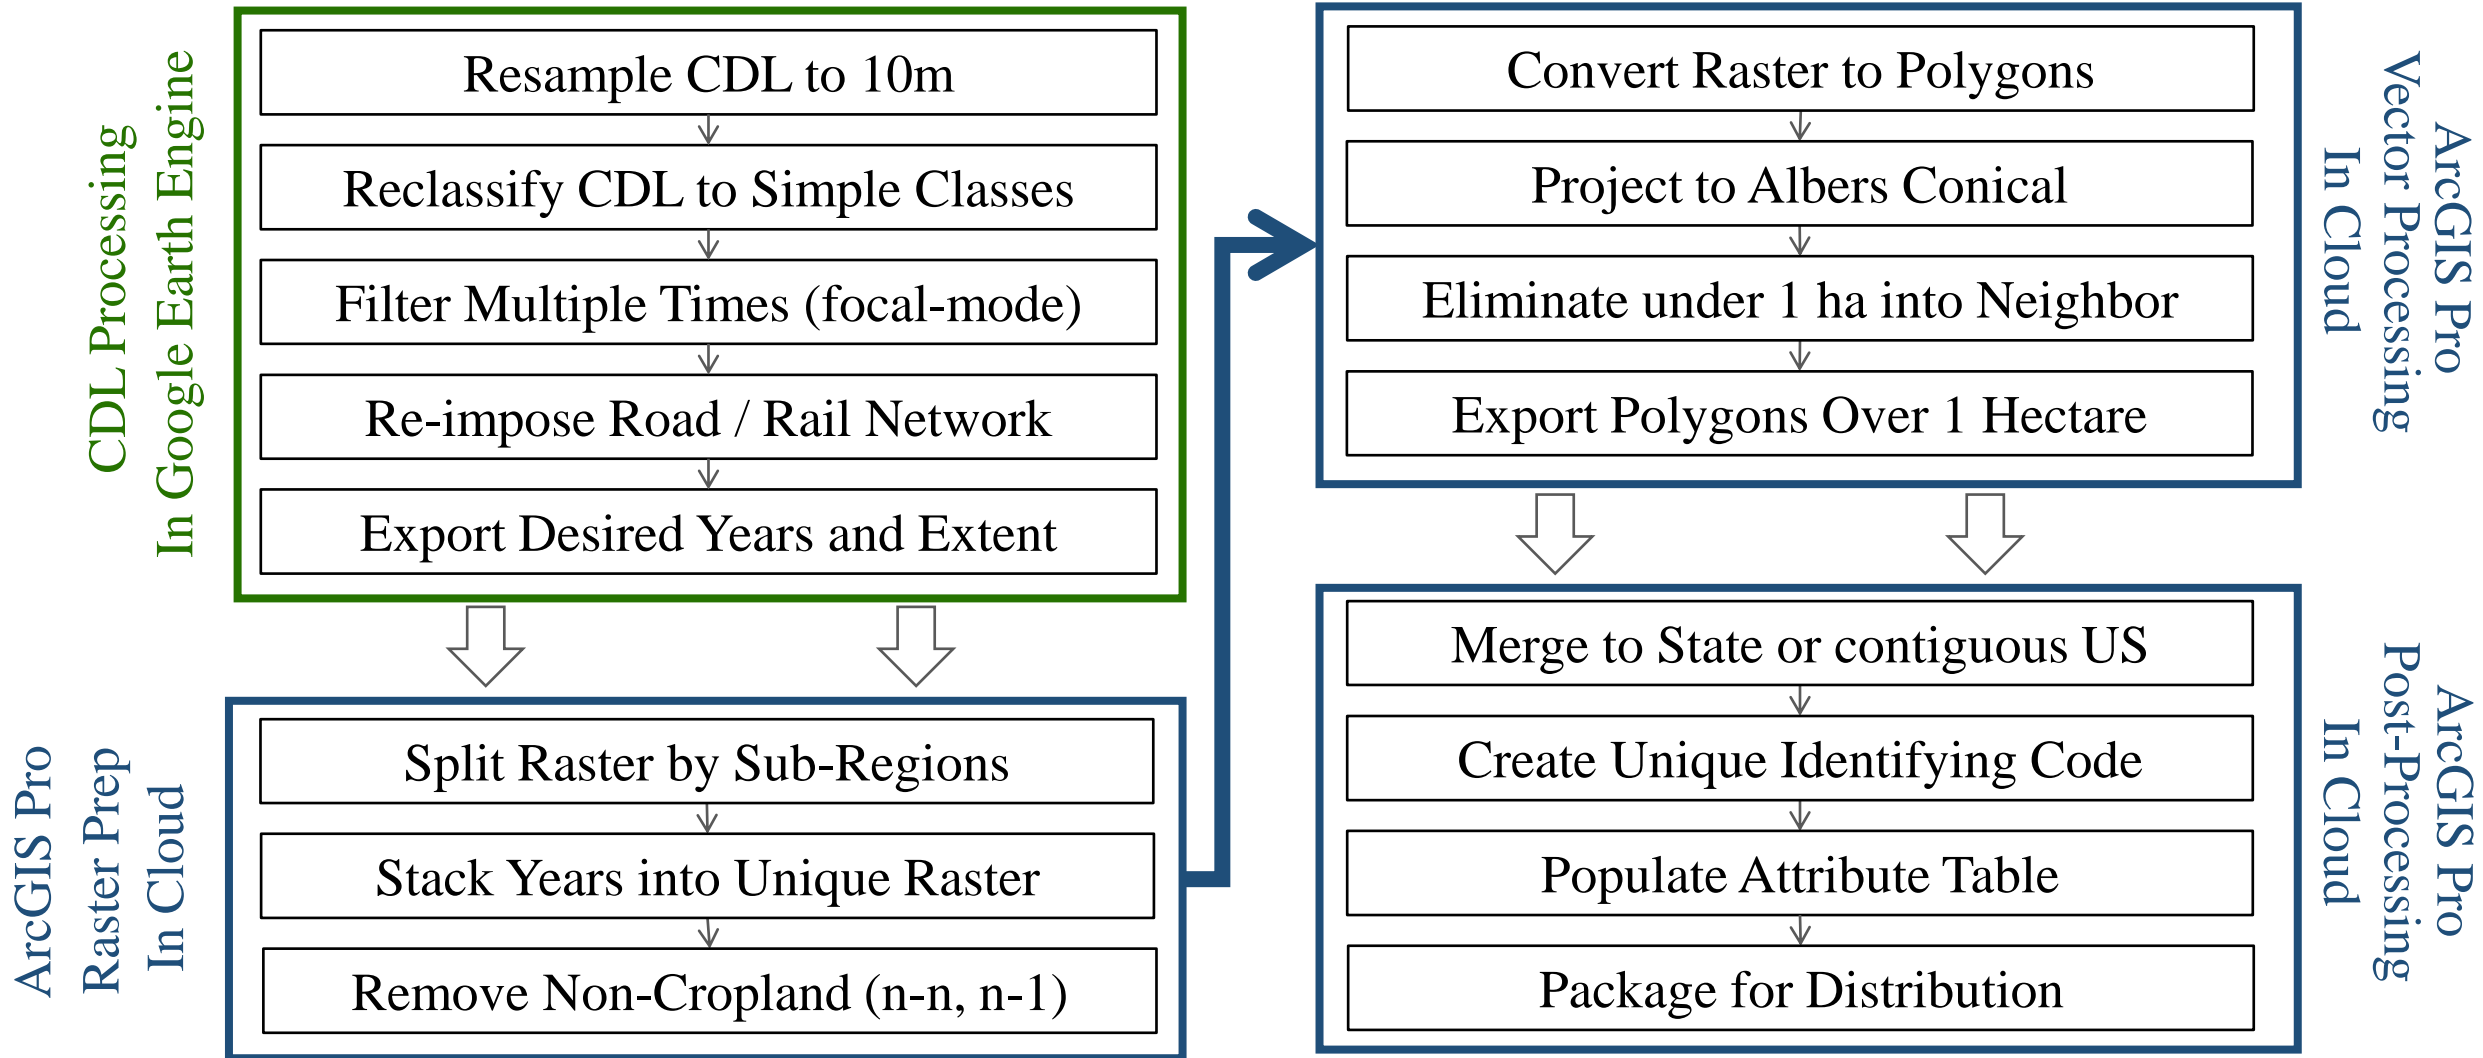 CDL Processing
In Google Earth Engine
Resample CDL to 10m
Reclassify CDL to Simple Classes
Filter Multiple Times (focal-mode)
Re-impose Road / Rail Network
Export Desired Years and Extent
ArcGIS Pro
Raster Prep
In Cloud
Split Raster by Sub-Regions
Stack Years into Unique Raster
Remove Non-Cropland (n-n, n-1)
ArcGIS Pro
Vector Processing
In Cloud
Convert Raster to Polygons
Project to Albers Conical
Eliminate under 1 ha into Neighbor
Export Polygons Over 1 Hectare
ArcGIS Pro
Post-Processing
In Cloud
Merge to State or contiguous US
Create Unique Identifying Code
Populate Attribute Table
Package for Distribution